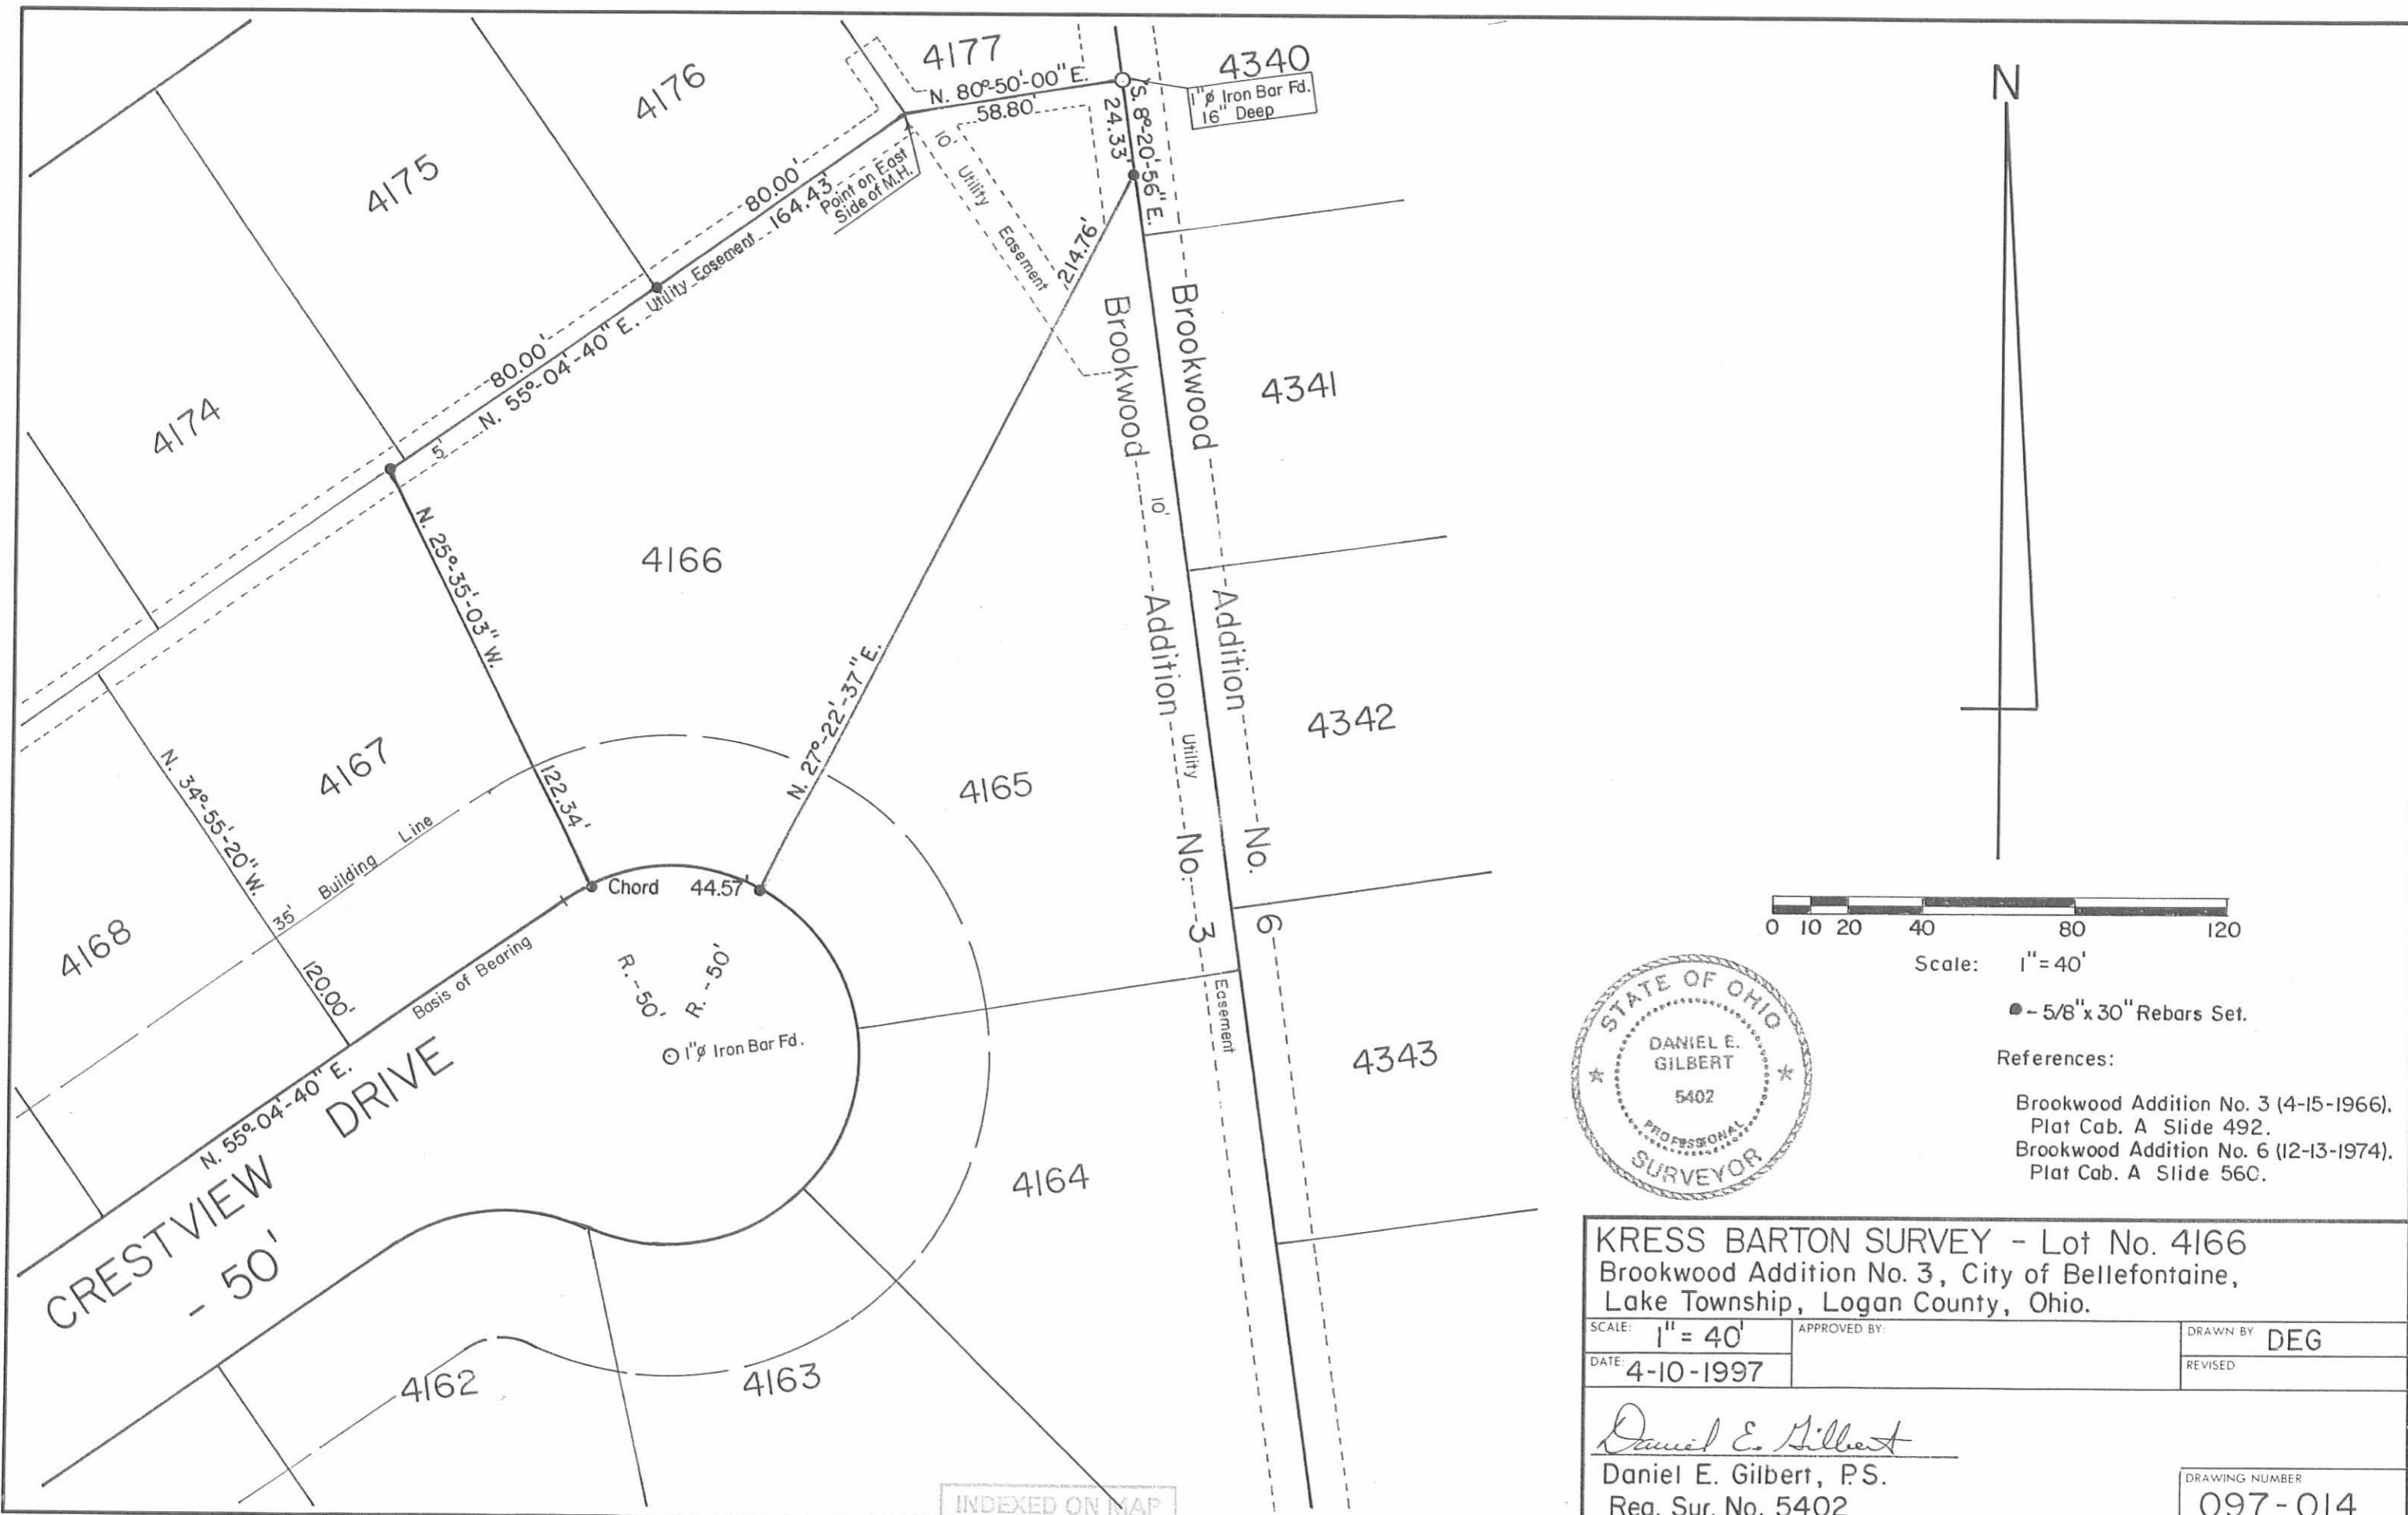 4177
4340
4176
N. 80°-50'-00" E.
58.80'
1"ø Iron Bar Fd.
16" Deep
S. 8°-20'-56" E.
24.33'
4175
80.00'
164.43'
Point on East
Side of M.H.
10'
Utility
Easement
214.76'
Utility Easement
N. 55°-04'-40" E.
80.00'
5'
4174
Brookwood Addition No. 3
Brookwood Addition No. 6
10'
Utility
Easement
4341
4342
4343
N. 25°-35'-03" W.
122.34'
4166
N. 27°-22'-37" E.
4165
4167
N. 34°-55'-20" W.
120.00'
35' Building Line
4168
Chord 44.57'
Basis of Bearing
R. - 50'
R. - 50'
1"ø Iron Bar Fd.
N. 55°-04'-40" E.
CRESTVIEW DRIVE
- 50'
4164
4162
4163
INDEXED ON MAP
N
0 10 20 40 80 120
Scale: 1"=40'
- 5/8"x 30" Rebars Set.
References:
Brookwood Addition No. 3 (4-15-1966).
Plat Cab. A Slide 492.
Brookwood Addition No. 6 (12-13-1974).
Plat Cab. A Slide 560.
STATE OF OHIO
DANIEL E.
GILBERT
5402
PROFESSIONAL
SURVEYOR
KRESS BARTON SURVEY - Lot No. 4166
Brookwood Addition No. 3, City of Bellefontaine,
Lake Township, Logan County, Ohio.
SCALE: 1" = 40'
APPROVED BY:
DRAWN BY DEG
DATE: 4-10-1997
REVISED
Daniel E. Gilbert
Daniel E. Gilbert, P.S.
Reg. Sur. No. 5402
DRAWING NUMBER
097-014